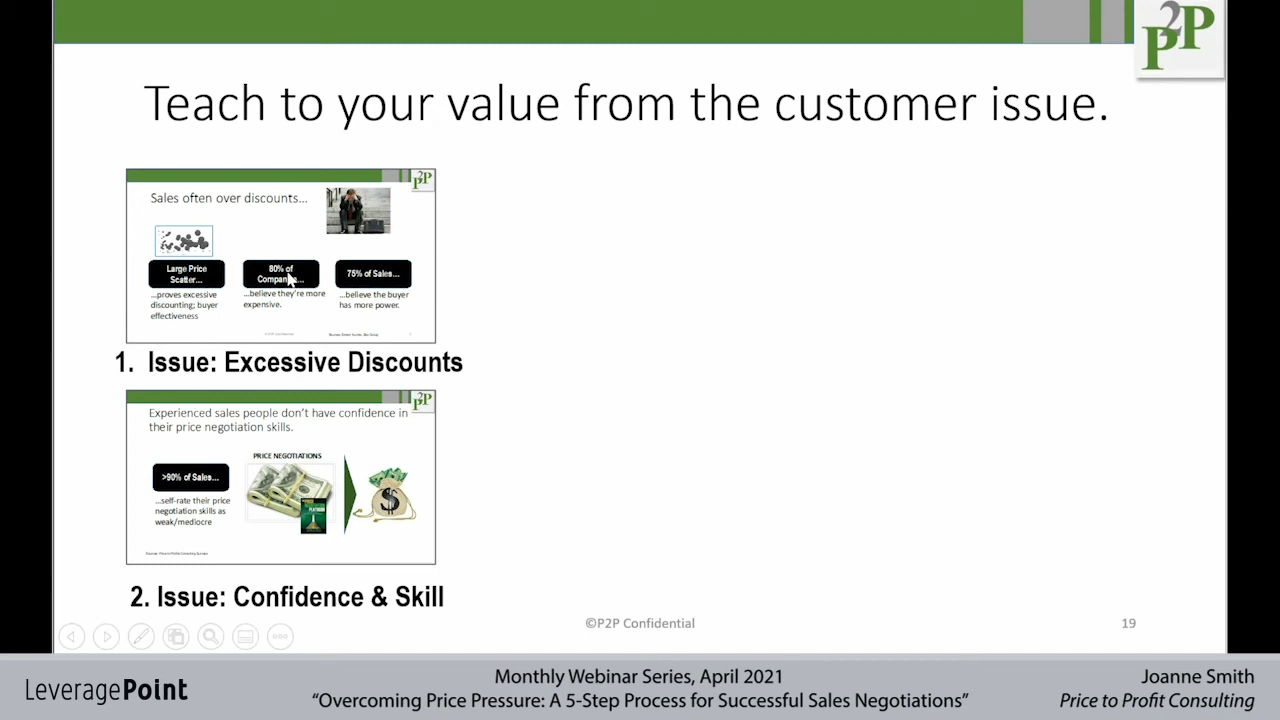 P2P
Teach to your value from the customer issue.
P2P
Sales often over discounts...
Large Price
Scatter...
80% of
...
75% of Sales...
...proves excessive
discounting; buyer
effectiveness
...believe they're more
expensive.
...believe the buyer
has more power.
1. Issue: Excessive Discounts
P2P
Experienced sales people don't have confidence in
their price negotiation skills.
PRICE NEGOTIATIONS
>90% of Sales...
...self-rate their price
negotiation skills as
weak/mediocre
2. Issue: Confidence & Skill
©P2P Confidential
19
LeveragePoint
Monthly Webinar Series, April 2021
“Overcoming Price Pressure: A 5-Step Process for Successful Sales Negotiations”
Joanne Smith
Price to Profit Consulting